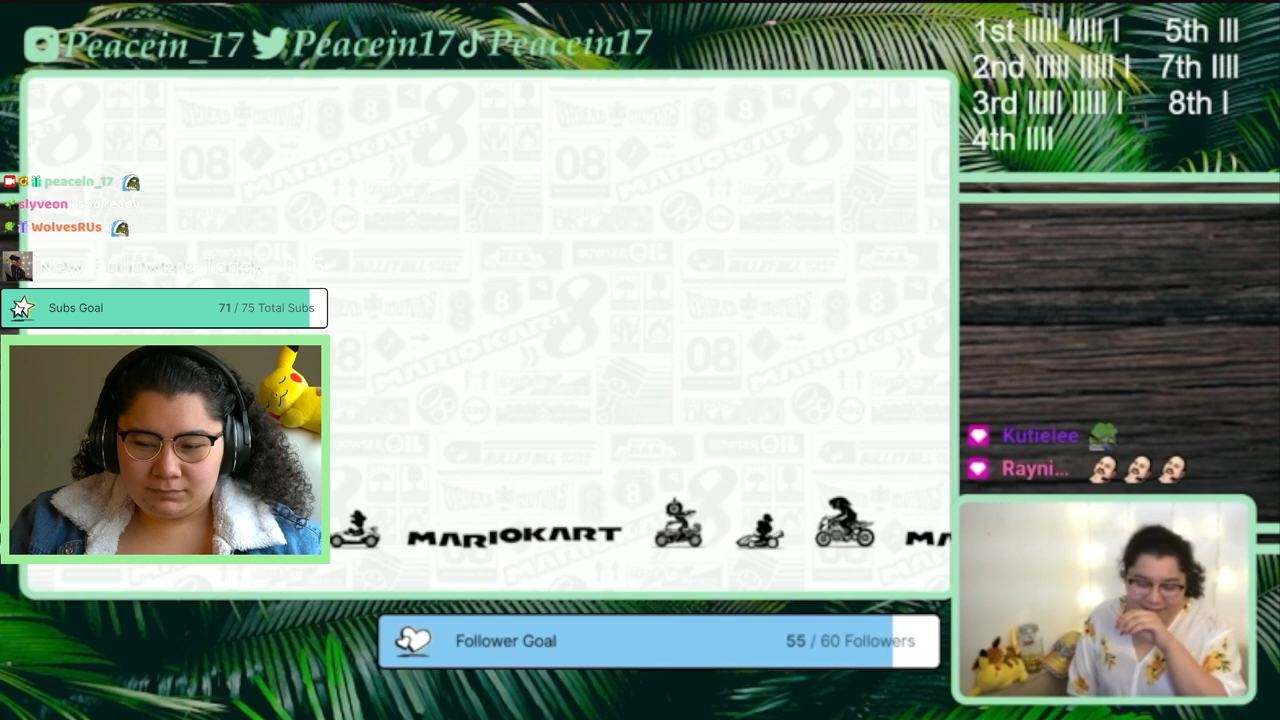 Peacein_17 Peacein17 Peacein17
1st IIIII IIIII I 5th III
2nd IIIII IIIII I 7th IIII
3rd IIIII IIIII I 8th I
4th IIII
peacein_17
slyveon
WolvesRUs
Subs Goal 71 / 75 Total Subs
Kutielee
Rayni...
MARIOKART
Follower Goal 55 / 60 Followers